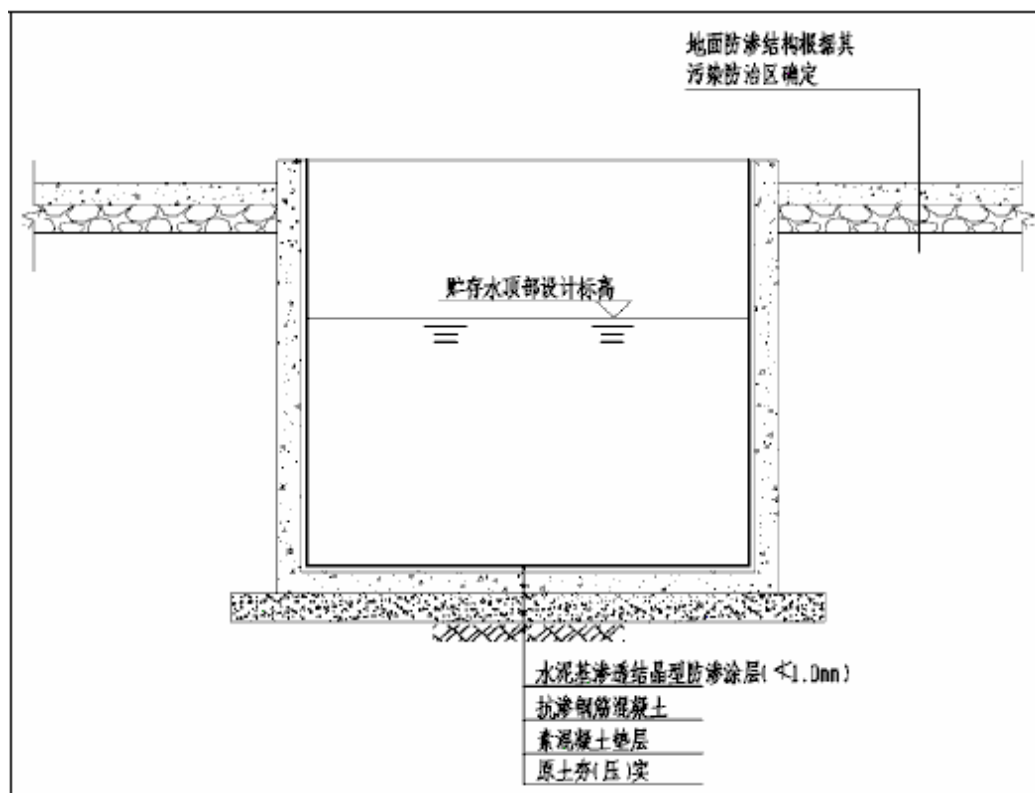 地面防渗结构根据其
污染防治区确定
贮存水顶部设计标高
水泥基渗透结晶型防渗涂层(≮1.0mm)
抗渗钢筋混凝土
素混凝土垫层
原土夯(压)实